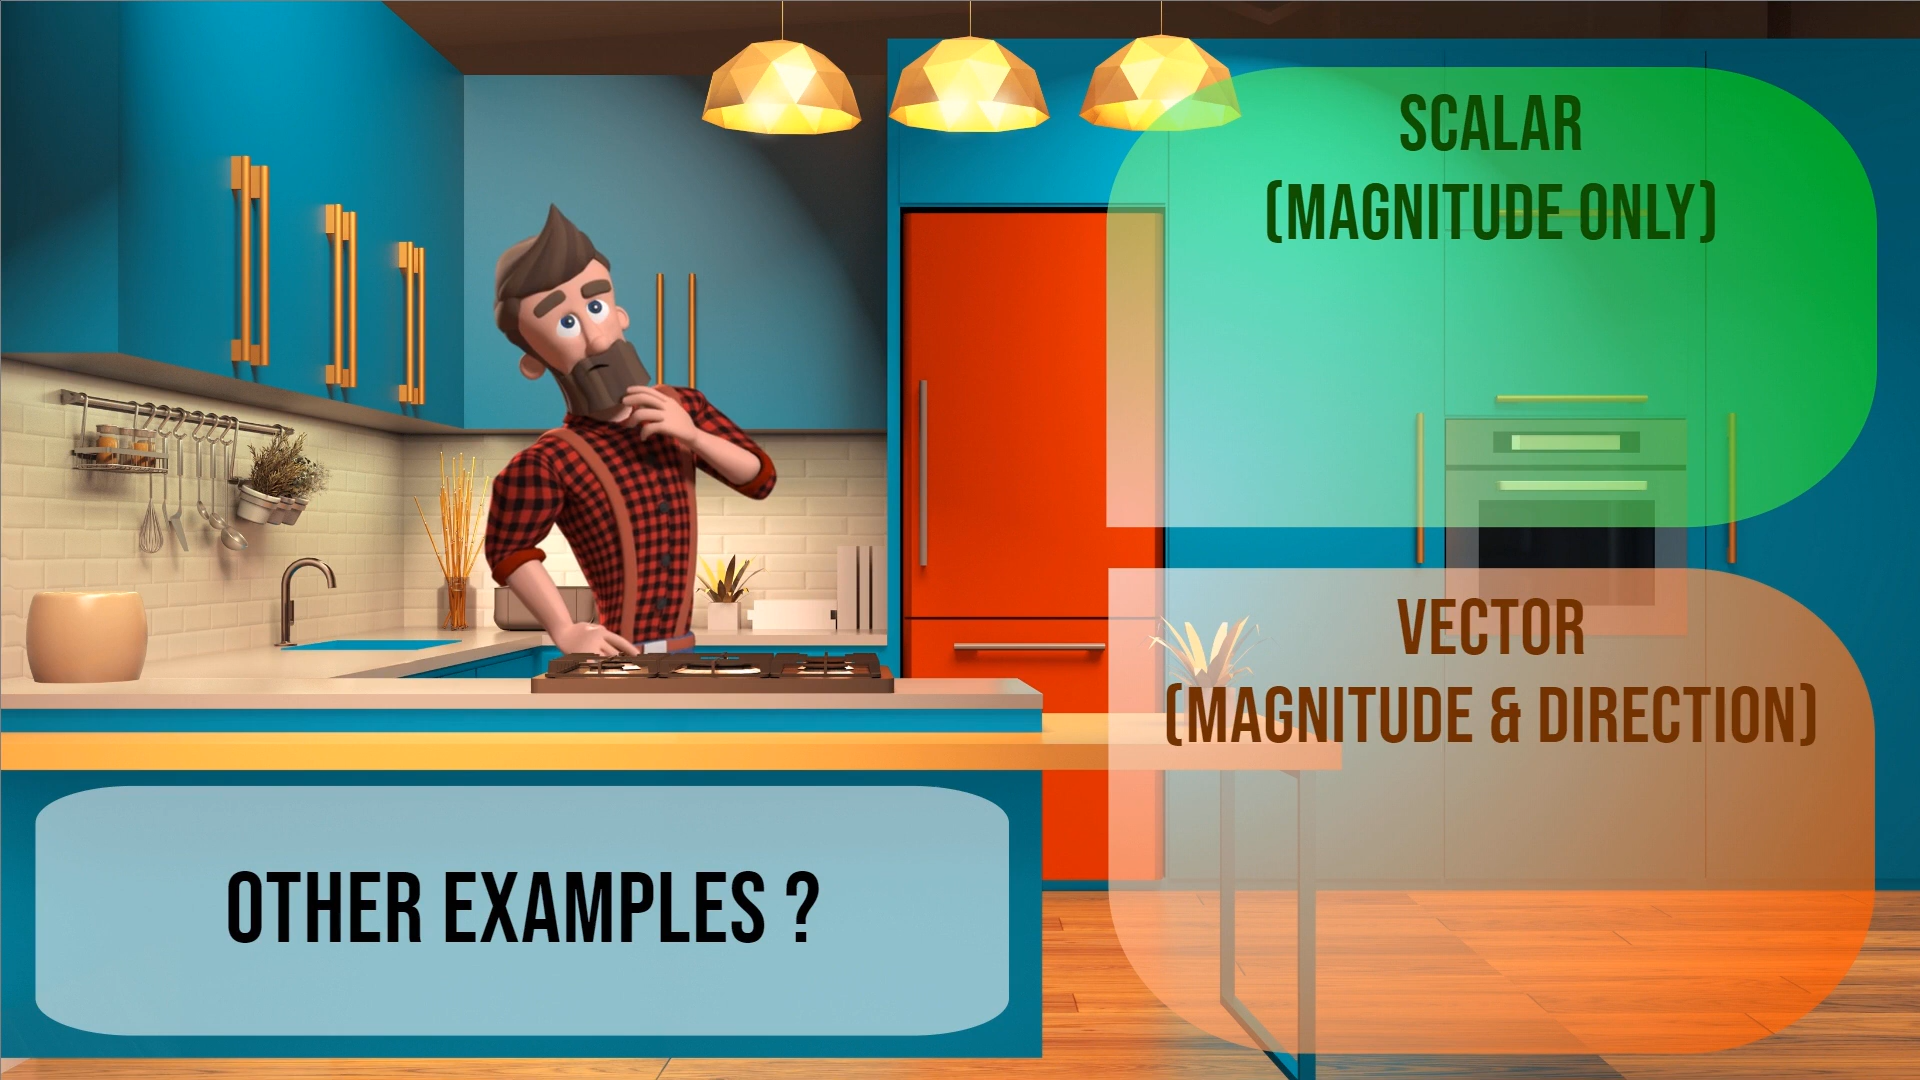 SCALAR
(MAGNITUDE ONLY)
VECTOR
(MAGNITUDE & DIRECTION)
OTHER EXAMPLES ?